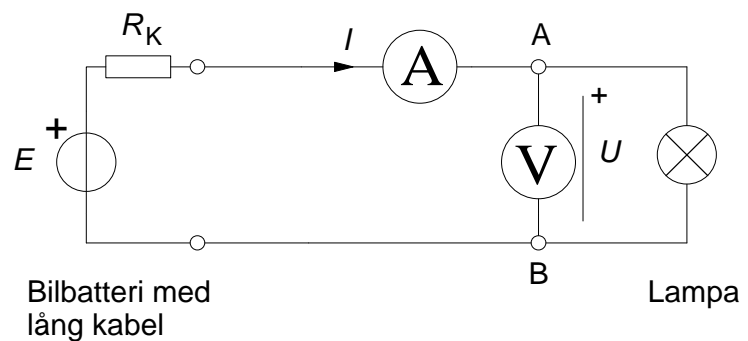 R_K
I
A
A
+
+
E
V
U
B
Bilbatteri med
lång kabel
Lampa